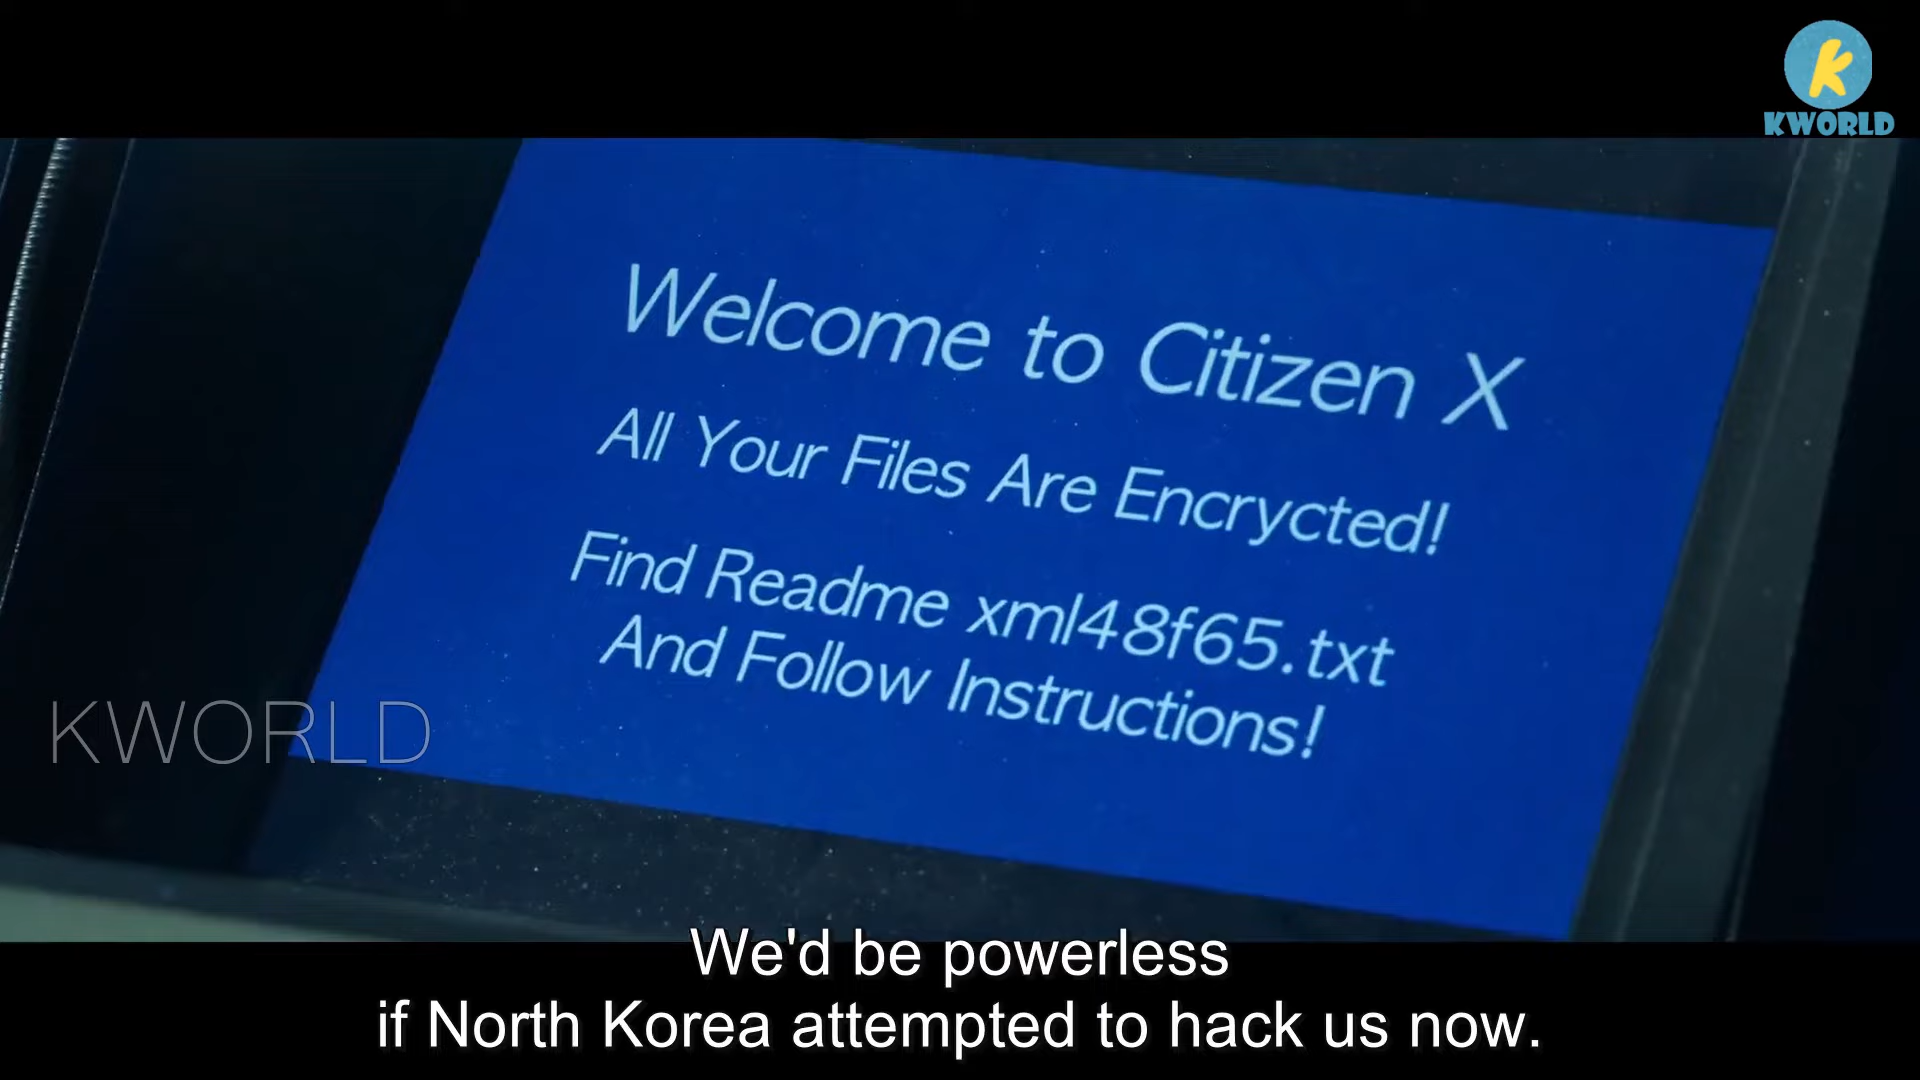 K
KWORLD
Welcome to Citizen X
All Your Files Are Encrycted!
Find Readme xml48f65.txt
And Follow Instructions!
KWORLD
We'd be powerless
if North Korea attempted to hack us now.